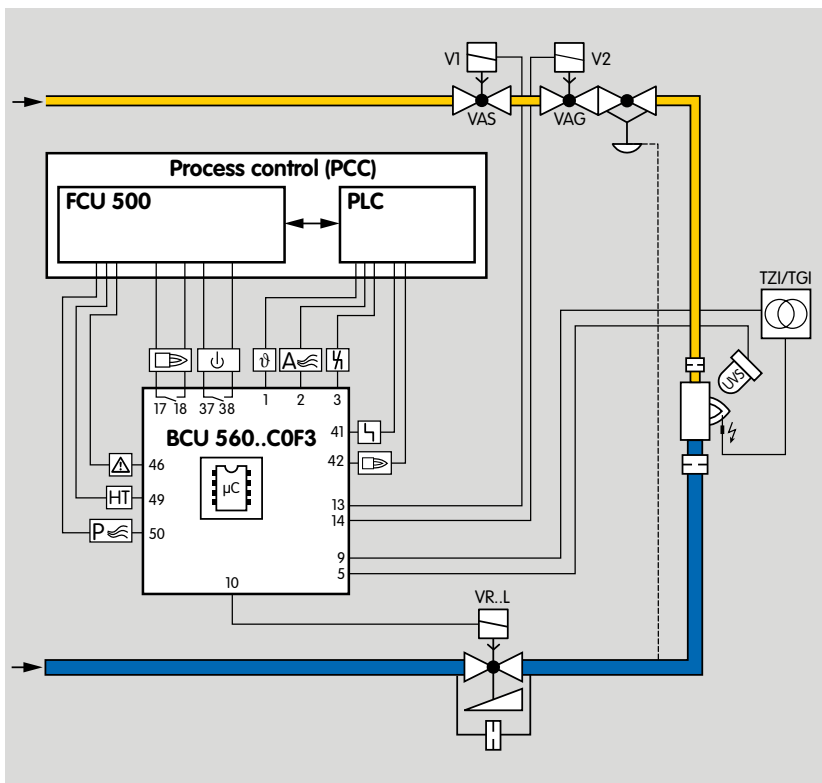 V1
V2
VAS
VAG
Process control (PCC)
FCU 500
PLC
TZI/TGI
UVS
ϑ
A
17 18
37 38
1
2
3
BCU 560..C0F3
µC
41
42
46
HT
49
P
50
13
14
9
5
10
VR..L